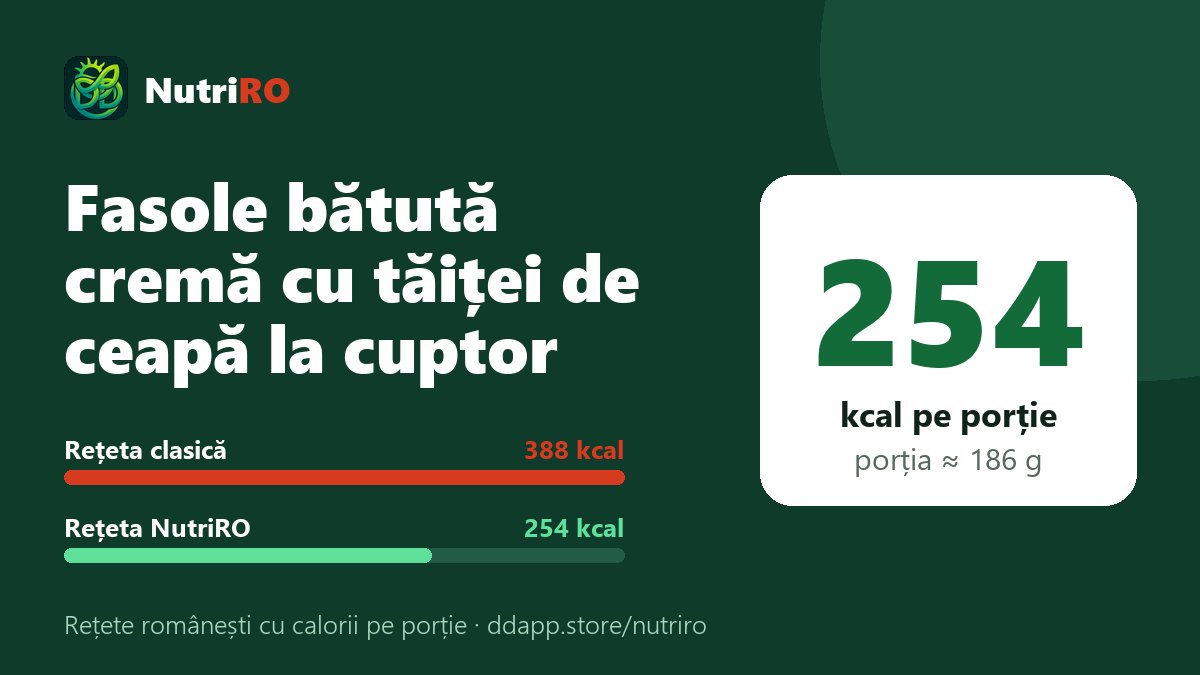 NutriRO
Fasole bătută
cremă cu tăiței de
ceapă la cuptor
Rețeta clasică 388 kcal
Rețeta NutriRO 254 kcal
254
kcal pe porție
porția ≈ 186 g
Rețete românești cu calorii pe porție · ddapp.store/nutriro